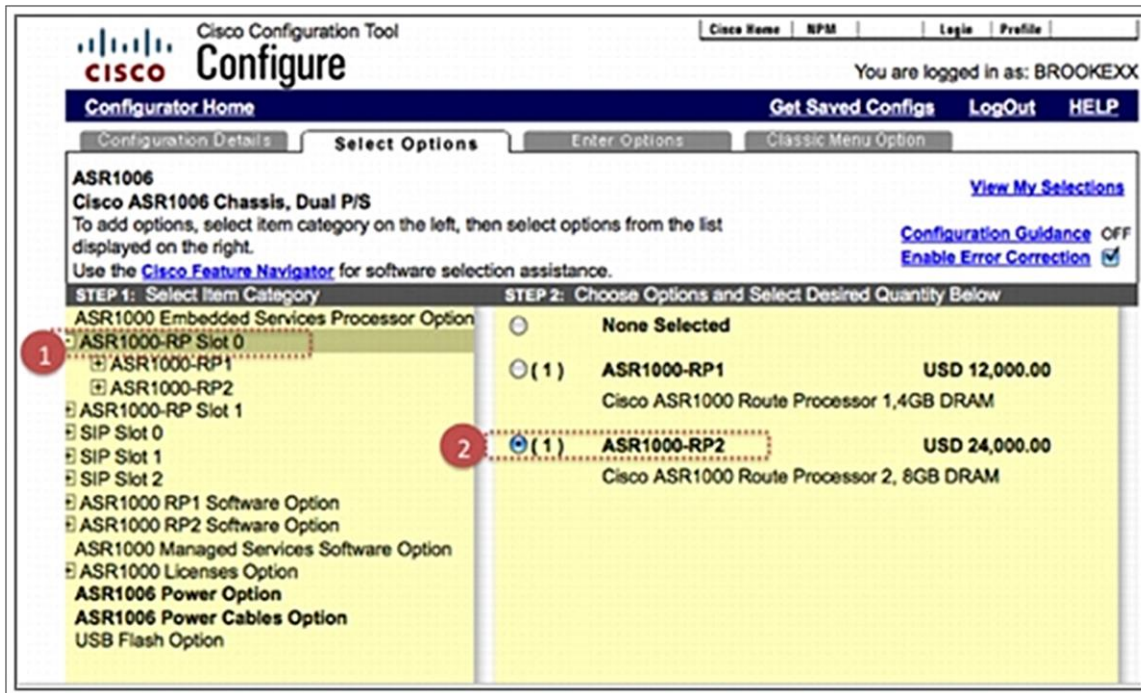 Cisco Configuration Tool
Cisco Home NPM Login Profile
CISCO Configure
You are logged in as: BROOKEXX
Configurator Home Get Saved Configs LogOut HELP
Configuration Details Select Options Enter Options Classic Menu Option
ASR1006
Cisco ASR1006 Chassis, Dual P/S
To add options, select item category on the left, then select options from the list
displayed on the right.
Use the Cisco Feature Navigator for software selection assistance.
View My Selections
Configuration Guidance OFF
Enable Error Correction
STEP 1: Select Item Category
ASR1000 Embedded Services Processor Option
1
ASR1000-RP Slot 0
ASR1000-RP1
ASR1000-RP2
ASR1000-RP Slot 1
SIP Slot 0
SIP Slot 1
SIP Slot 2
ASR1000 RP1 Software Option
ASR1000 RP2 Software Option
ASR1000 Managed Services Software Option
ASR1000 Licenses Option
ASR1006 Power Option
ASR1006 Power Cables Option
USB Flash Option
STEP 2: Choose Options and Select Desired Quantity Below
None Selected
( 1 ) ASR1000-RP1 USD 12,000.00
Cisco ASR1000 Route Processor 1,4GB DRAM
2
( 1 ) ASR1000-RP2 USD 24,000.00
Cisco ASR1000 Route Processor 2, 8GB DRAM